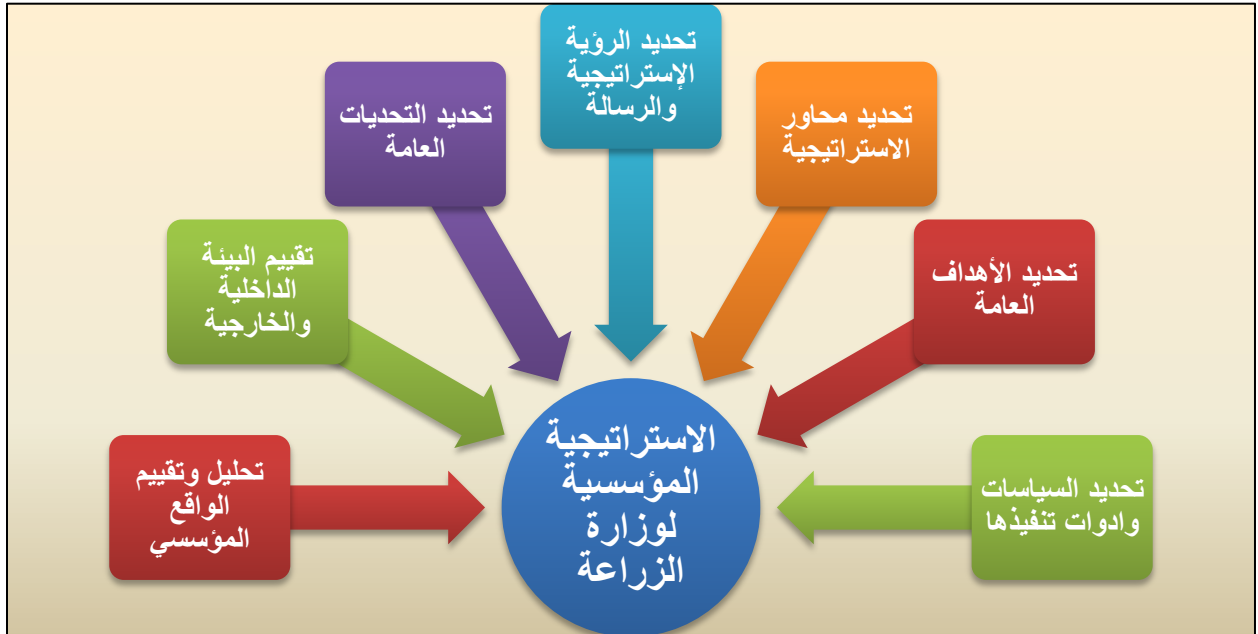 تحديد الرؤية
الإستراتيجية
والرسالة
تحديد التحديات
العامة
تحديد محاور
الاستراتيجية
تقييم البيئة
الداخلية
والخارجية
تحديد الأهداف
العامة
تحليل وتقييم
الواقع
المؤسسي
الاستراتيجية
المؤسسية
لوزارة
الزراعة
تحديد السياسات
وادوات تنفيذها